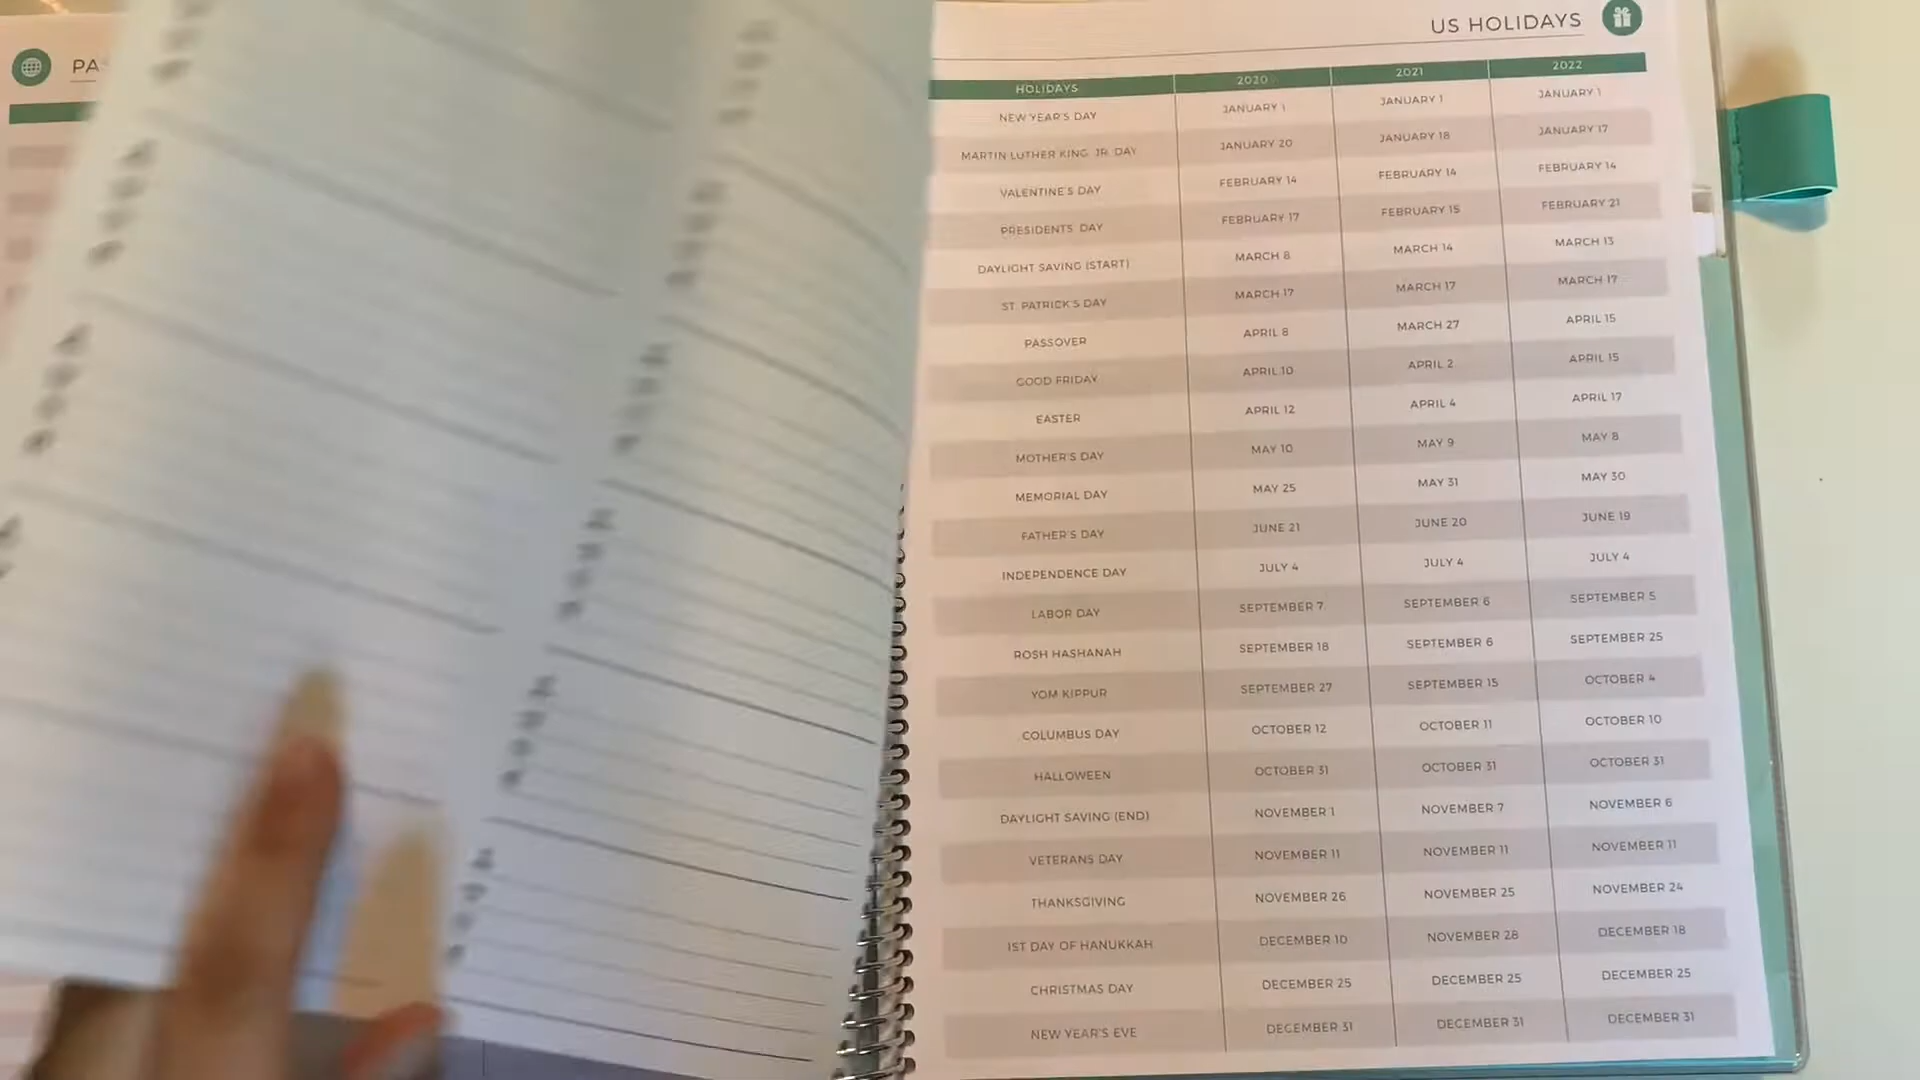 PA
US HOLIDAYS
HOLIDAYS 2020 2021 2022
NEW YEAR'S DAY JANUARY 1 JANUARY 1 JANUARY 1
MARTIN LUTHER KING JR. DAY JANUARY 20 JANUARY 18 JANUARY 17
VALENTINE'S DAY FEBRUARY 14 FEBRUARY 14 FEBRUARY 14
PRESIDENTS' DAY FEBRUARY 17 FEBRUARY 15 FEBRUARY 21
DAYLIGHT SAVING (START) MARCH 8 MARCH 14 MARCH 13
ST. PATRICK'S DAY MARCH 17 MARCH 17 MARCH 17
PASSOVER APRIL 8 MARCH 27 APRIL 15
GOOD FRIDAY APRIL 10 APRIL 2 APRIL 15
EASTER APRIL 12 APRIL 4 APRIL 17
MOTHER'S DAY MAY 10 MAY 9 MAY 8
MEMORIAL DAY MAY 25 MAY 31 MAY 30
FATHER'S DAY JUNE 21 JUNE 20 JUNE 19
INDEPENDENCE DAY JULY 4 JULY 4 JULY 4
LABOR DAY SEPTEMBER 7 SEPTEMBER 6 SEPTEMBER 5
ROSH HASHANAH SEPTEMBER 18 SEPTEMBER 6 SEPTEMBER 25
YOM KIPPUR SEPTEMBER 27 SEPTEMBER 15 OCTOBER 4
COLUMBUS DAY OCTOBER 12 OCTOBER 11 OCTOBER 10
HALLOWEEN OCTOBER 31 OCTOBER 31 OCTOBER 31
DAYLIGHT SAVING (END) NOVEMBER 1 NOVEMBER 7 NOVEMBER 6
VETERANS DAY NOVEMBER 11 NOVEMBER 11 NOVEMBER 11
THANKSGIVING NOVEMBER 26 NOVEMBER 25 NOVEMBER 24
1ST DAY OF HANUKKAH DECEMBER 10 NOVEMBER 28 DECEMBER 18
CHRISTMAS DAY DECEMBER 25 DECEMBER 25 DECEMBER 25
NEW YEAR'S EVE DECEMBER 31 DECEMBER 31 DECEMBER 31